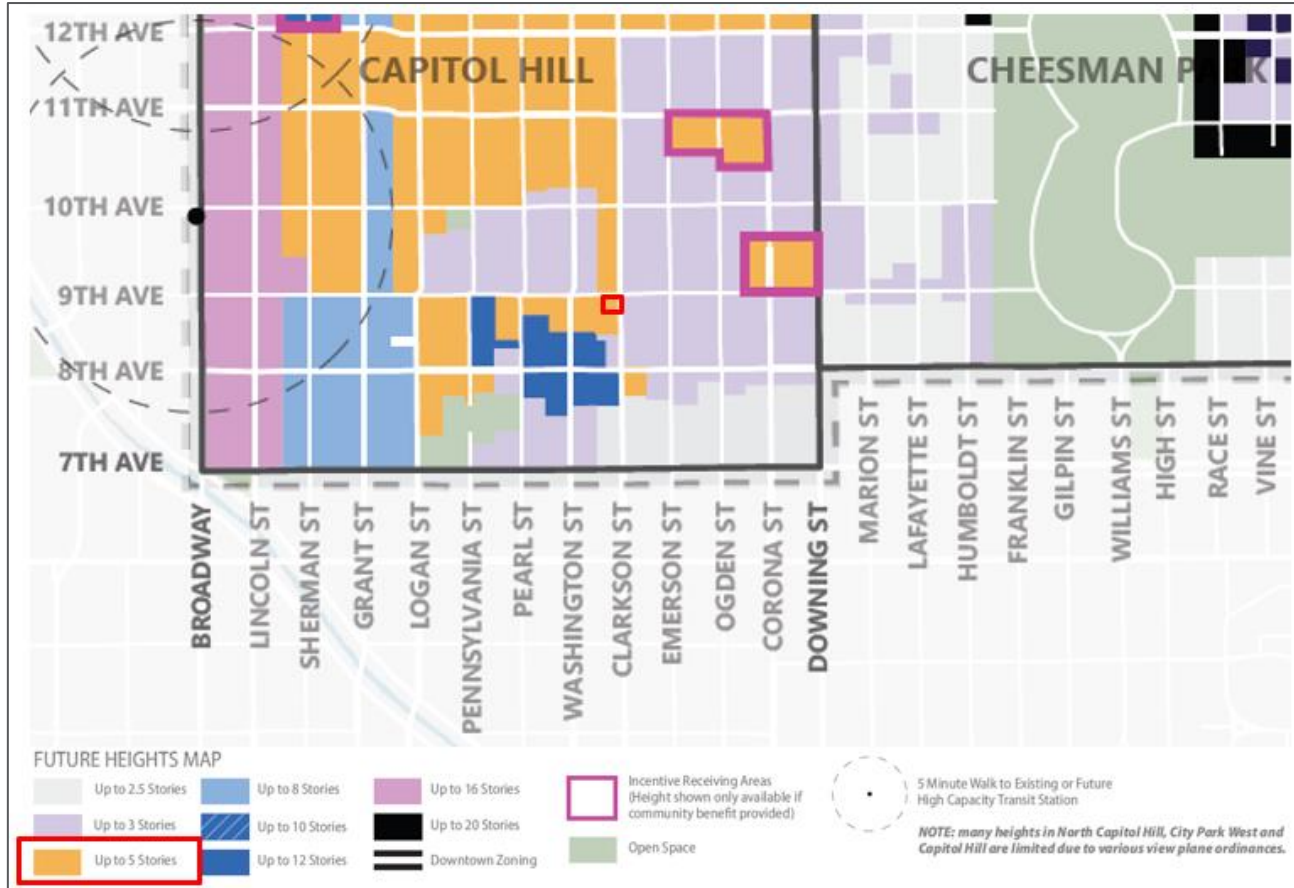 12TH AVE
CAPITOL HILL
CHEESMAN PARK
11TH AVE
10TH AVE
9TH AVE
8TH AVE
7TH AVE
BROADWAY
LINCOLN ST
SHERMAN ST
GRANT ST
LOGAN ST
PENNSYLVANIA ST
PEARL ST
WASHINGTON ST
CLARKSON ST
EMERSON ST
OGDEN ST
CORONA ST
DOWNING ST
MARION ST
LAFAYETTE ST
HUMBOLDT ST
FRANKLIN ST
GILPIN ST
WILLIAMS ST
HIGH ST
RACE ST
VINE ST
FUTURE HEIGHTS MAP
Up to 2.5 Stories
Up to 3 Stories
Up to 5 Stories
Up to 8 Stories
Up to 10 Stories
Up to 12 Stories
Up to 16 Stories
Up to 20 Stories
Downtown Zoning
Incentive Receiving Areas
(Height shown only available if
community benefit provided)
Open Space
5 Minute Walk to Existing or Future
High Capacity Transit Station
NOTE: many heights in North Capitol Hill, City Park West and
Capitol Hill are limited due to various view plane ordinances.